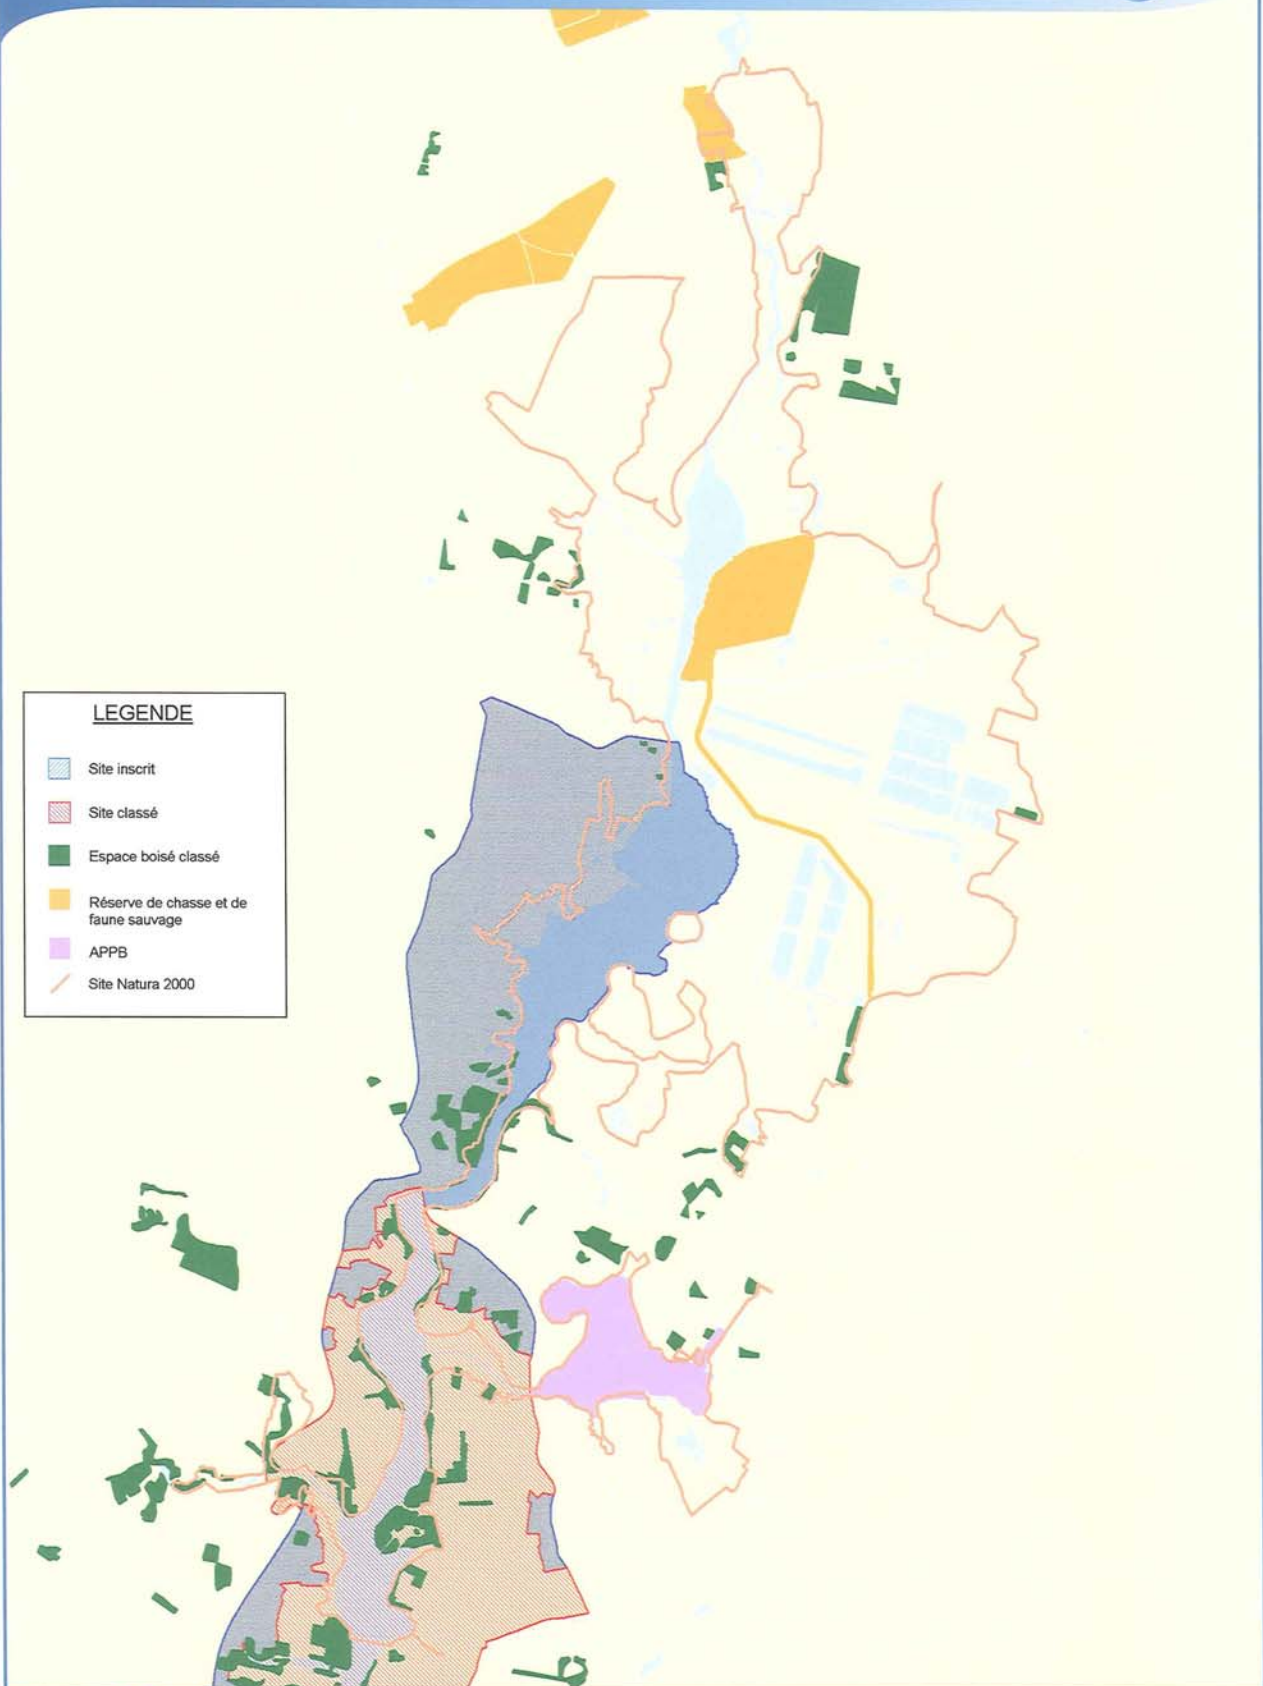 LEGENDE
Site inscrit
Site classé
Espace boisé classé
Réserve de chasse et de
faune sauvage
APPB
Site Natura 2000